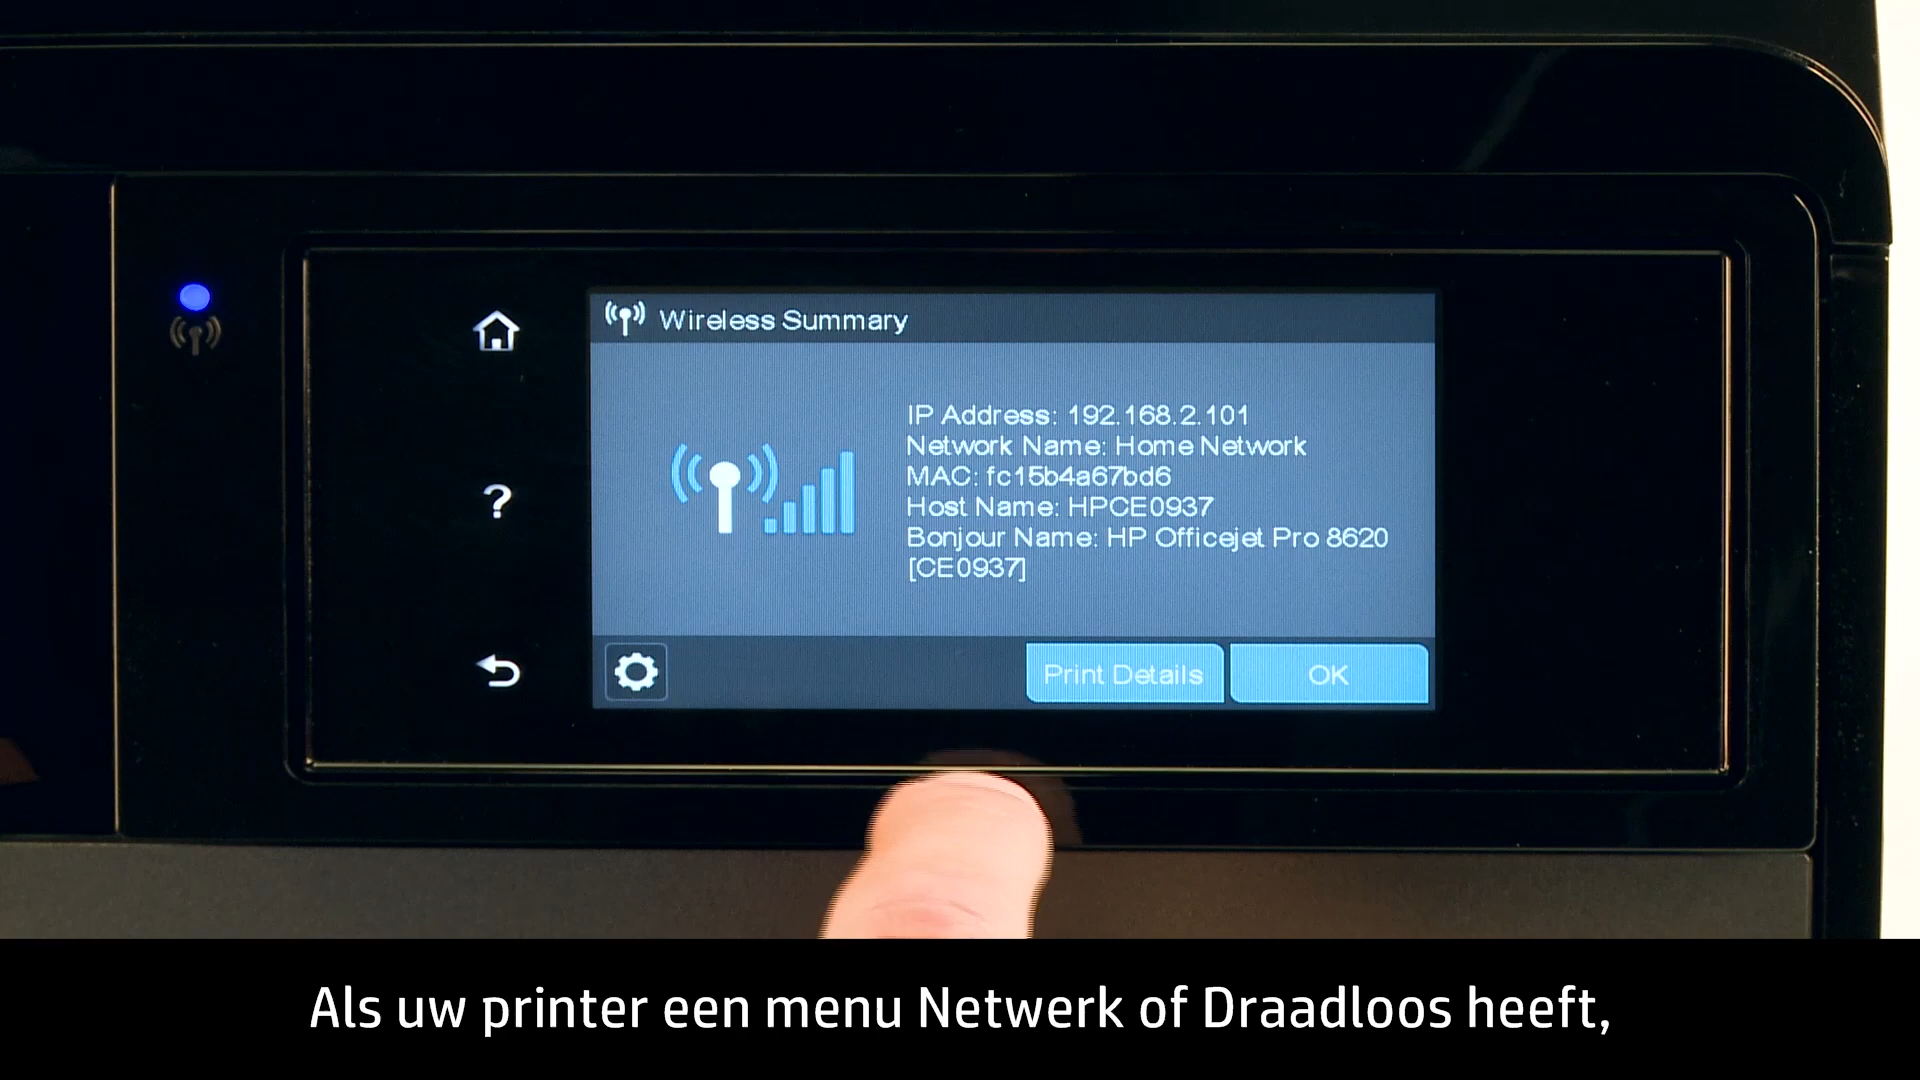 Wireless Summary
IP Address: 192.168.2.101
Network Name: Home Network
MAC: fc15b4a67bd6
Host Name: HPCE0937
Bonjour Name: HP Officejet Pro 8620
[CE0937]
?
Print Details
OK
Als uw printer een menu Netwerk of Draadloos heeft,